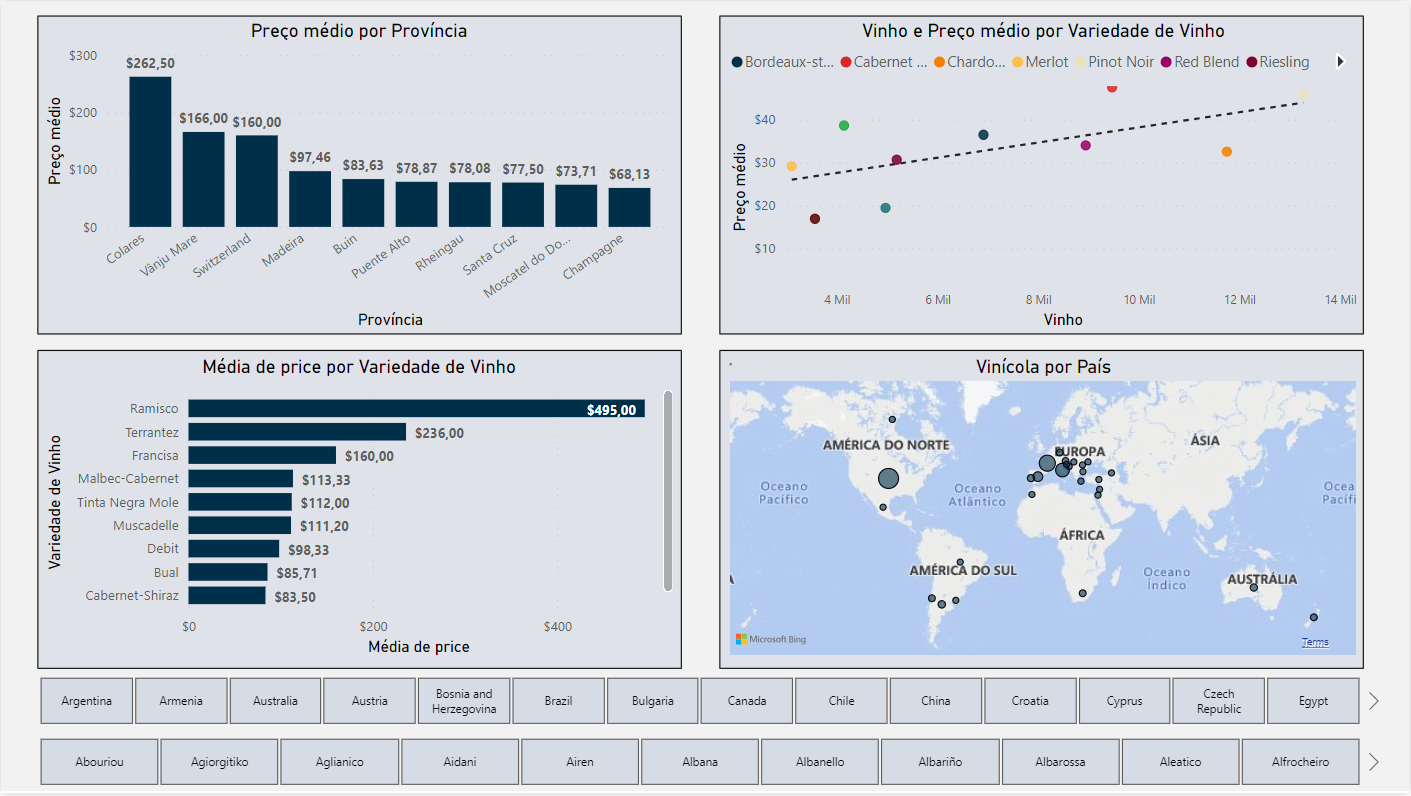 Preço médio por Província
Preço médio
$300
$200
$100
$0
$262,50
$166,00
$160,00
$97,46
$83,63
$78,87
$78,08
$77,50
$73,71
$68,13
Colares
Vânju Mare
Switzerland
Madeira
Buin
Puente Alto
Rheingau
Santa Cruz
Moscatel do Do...
Champagne
Província
Vinho e Preço médio por Variedade de Vinho
Bordeaux-st... Cabernet ... Chardo... Merlot Pinot Noir Red Blend Riesling
Preço médio
$40
$30
$20
$10
4 Mil 6 Mil 8 Mil 10 Mil 12 Mil 14 Mil
Vinho
Média de price por Variedade de Vinho
Variedade de Vinho
Ramisco $495,00
Terrantez $236,00
Francisa $160,00
Malbec-Cabernet $113,33
Tinta Negra Mole $112,00
Muscadelle $111,20
Debit $98,33
Bual $85,71
Cabernet-Shiraz $83,50
$0 $200 $400
Média de price
Vinícola por País
AMÉRICA DO NORTE
EUROPA
ÁSIA
Oceano
Pacífico
Oceano
Atlântico
Ocea
Pacífi
ÁFRICA
AMÉRICA DO SUL
Oceano
Índico
AUSTRÁLIA
A
Microsoft Bing
Terms
Argentina
Armenia
Australia
Austria
Bosnia and
Herzegovina
Brazil
Bulgaria
Canada
Chile
China
Croatia
Cyprus
Czech
Republic
Egypt
Abouriou
Agiorgitiko
Aglianico
Aidani
Airen
Albana
Albanello
Albariño
Albarossa
Aleatico
Alfrocheiro